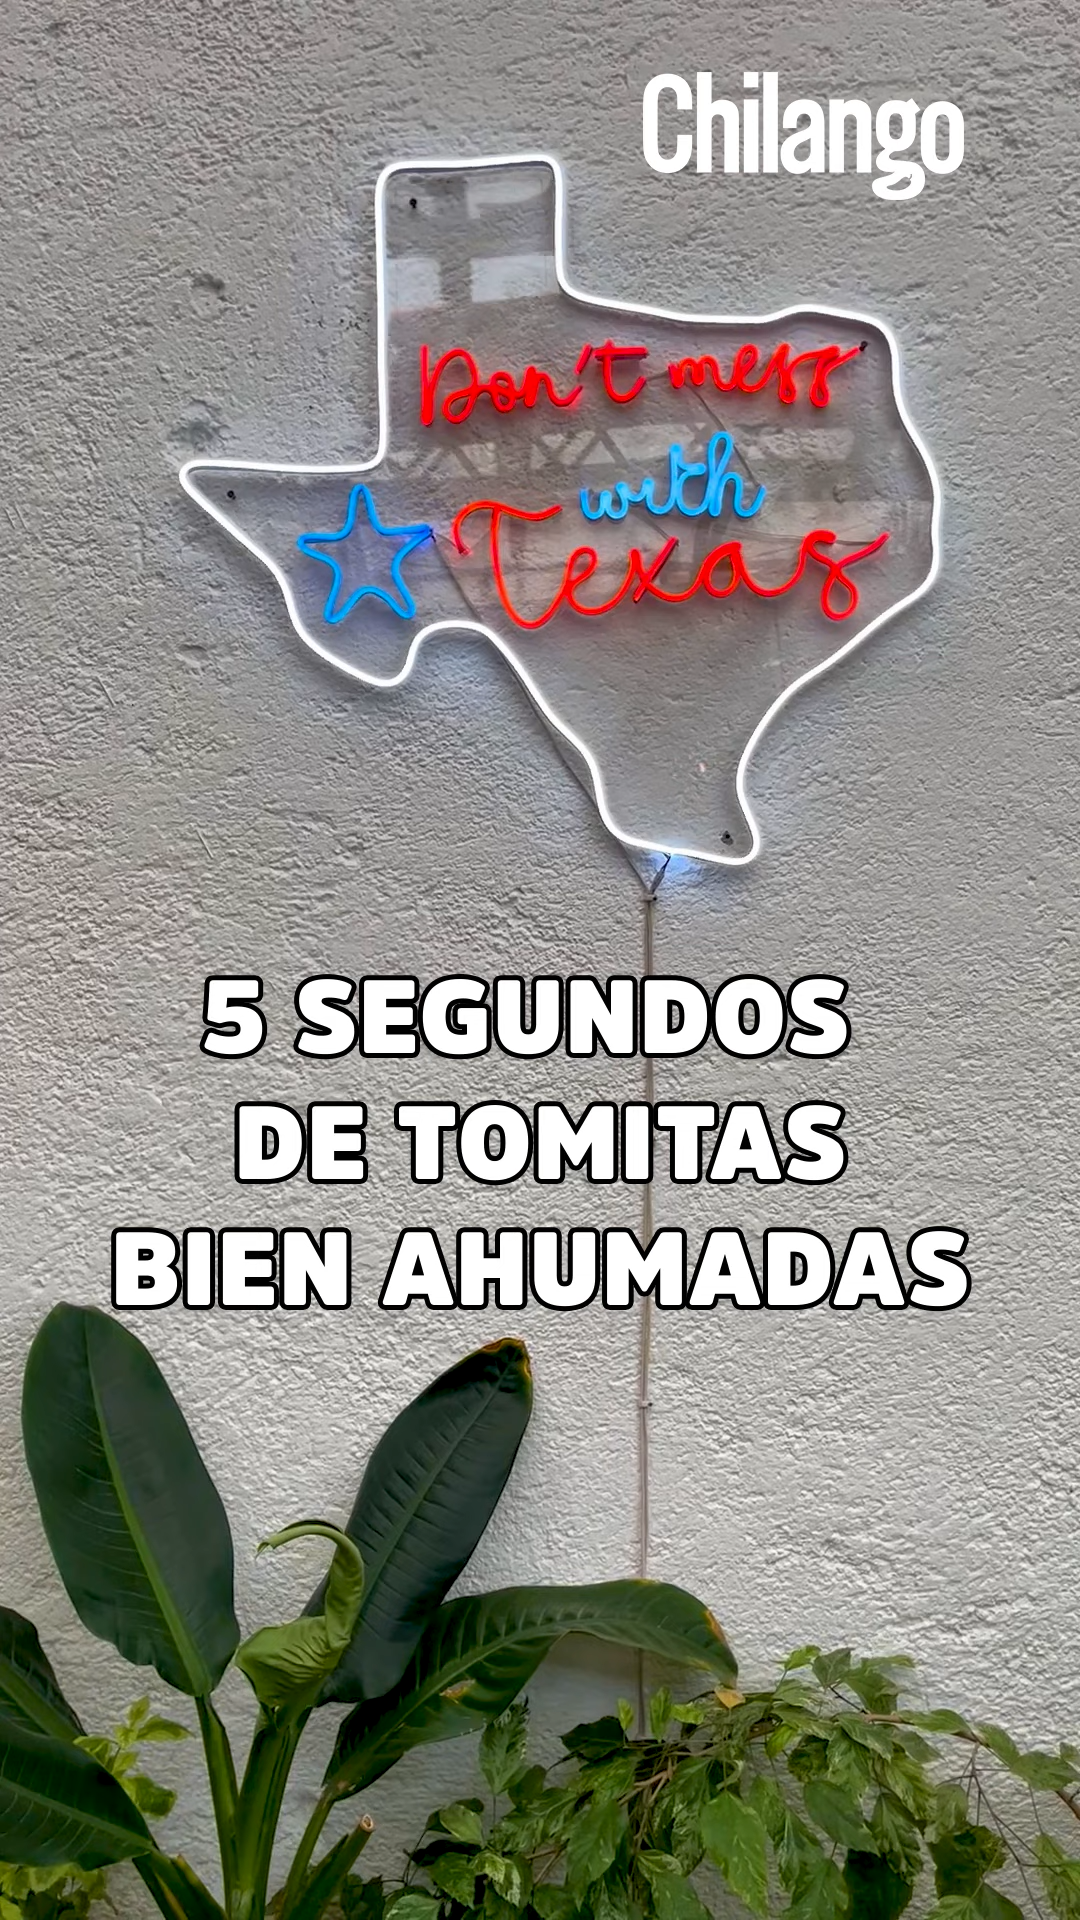 Chilango
Don't mess
with
Texas
5 SEGUNDOS
DE TOMITAS
BIEN AHUMADAS